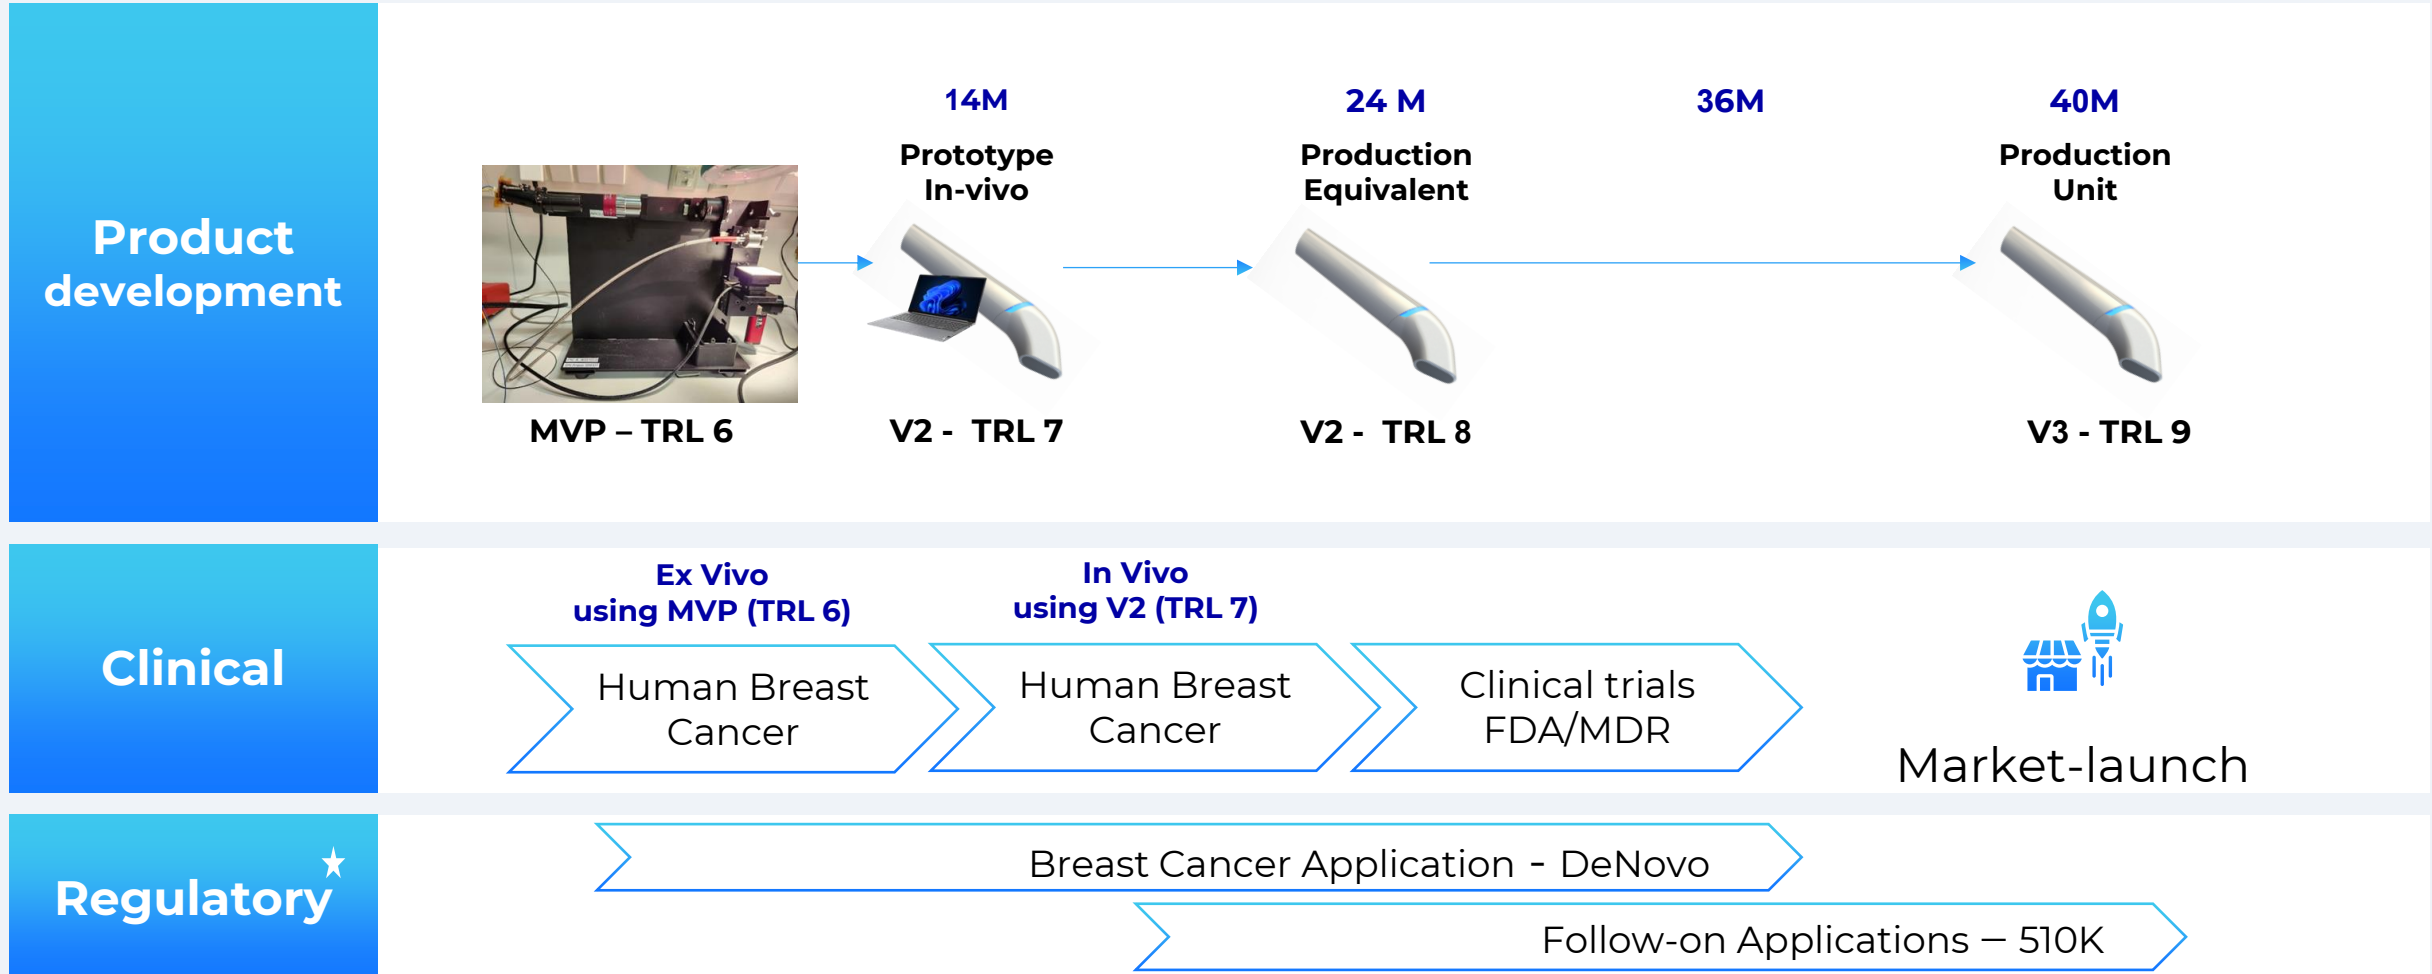 Product
development
14M
24 M
36M
40M
Prototype
In-vivo
Production
Equivalent
Production
Unit
MVP – TRL 6
V2 - TRL 7
V2 - TRL 8
V3 - TRL 9
Clinical
Ex Vivo
using MVP (TRL 6)
In Vivo
using V2 (TRL 7)
Human Breast
Cancer
Human Breast
Cancer
Clinical trials
FDA/MDR
Market-launch
Regulatory
Breast Cancer Application - DeNovo
Follow-on Applications – 510K